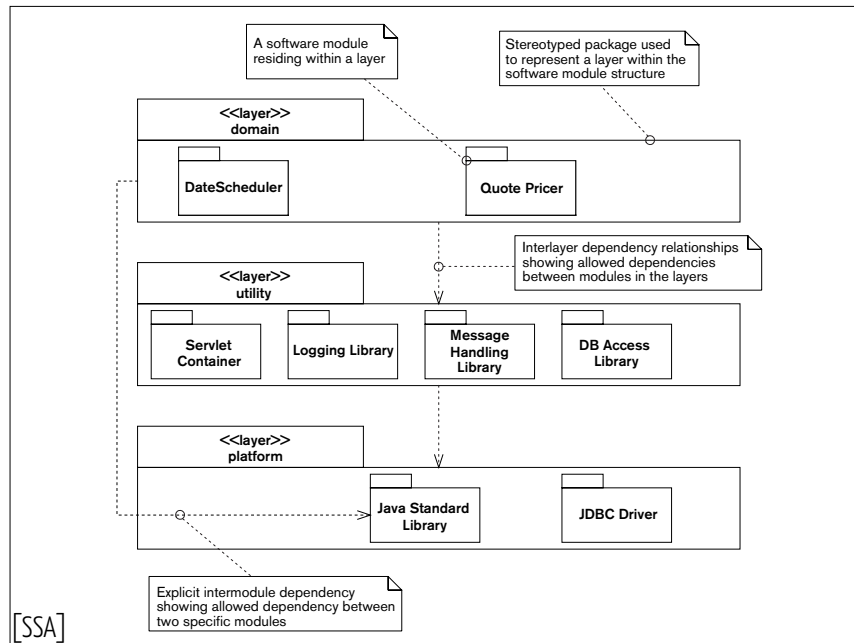 A software module
residing within a layer
Stereotyped package used
to represent a layer within the
software module structure
<<layer>>
domain
DateScheduler
Quote Pricer
Interlayer dependency relationships
showing allowed dependencies
between modules in the layers
<<layer>>
utility
Servlet
Container
Logging Library
Message
Handling
Library
DB Access
Library
<<layer>>
platform
Java Standard
Library
JDBC Driver
Explicit intermodule dependency
showing allowed dependency between
two specific modules
[SSA]